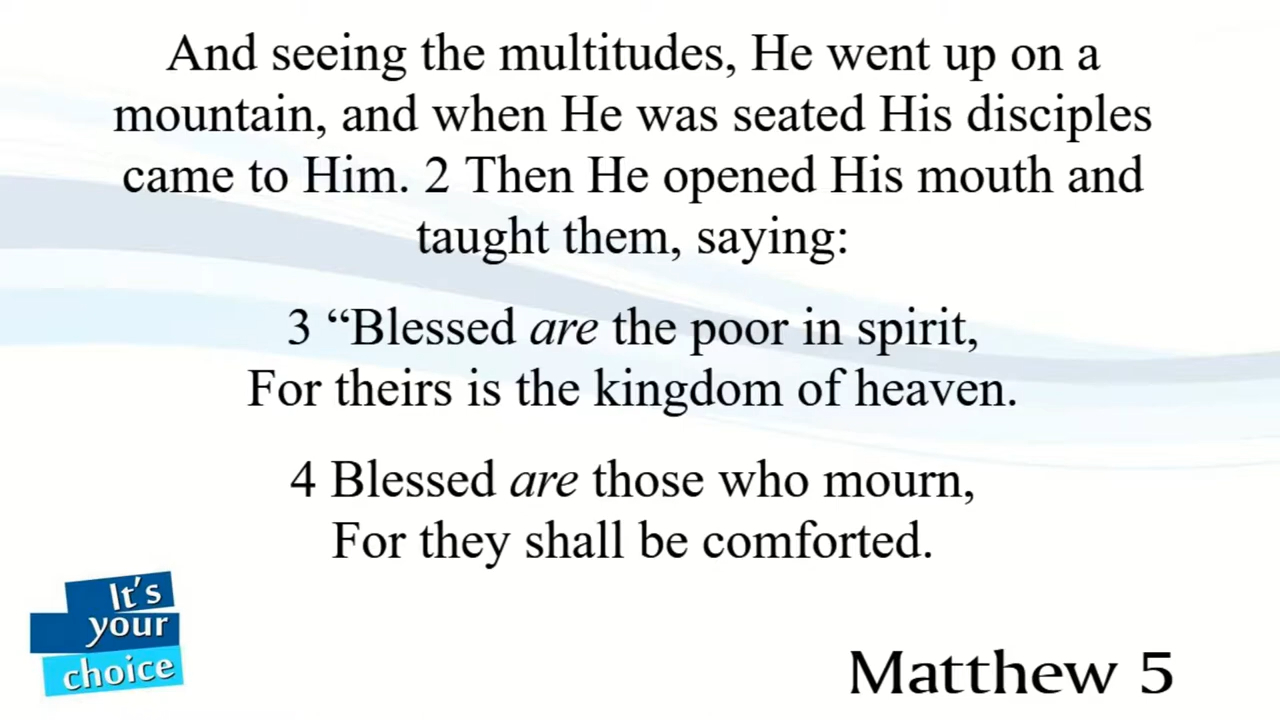 And seeing the multitudes, He went up on a
mountain, and when He was seated His disciples
came to Him. 2 Then He opened His mouth and
taught them, saying:
3 “Blessed are the poor in spirit,
For theirs is the kingdom of heaven.
4 Blessed are those who mourn,
For they shall be comforted.
It's
your
choice
Matthew 5